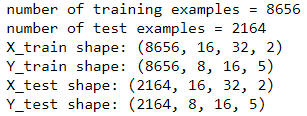 number of training examples = 8656
number of test examples = 2164
X_train shape: (8656, 16, 32, 2)
Y_train shape: (8656, 8, 16, 5)
X_test shape: (2164, 16, 32, 2)
Y_test shape: (2164, 8, 16, 5)